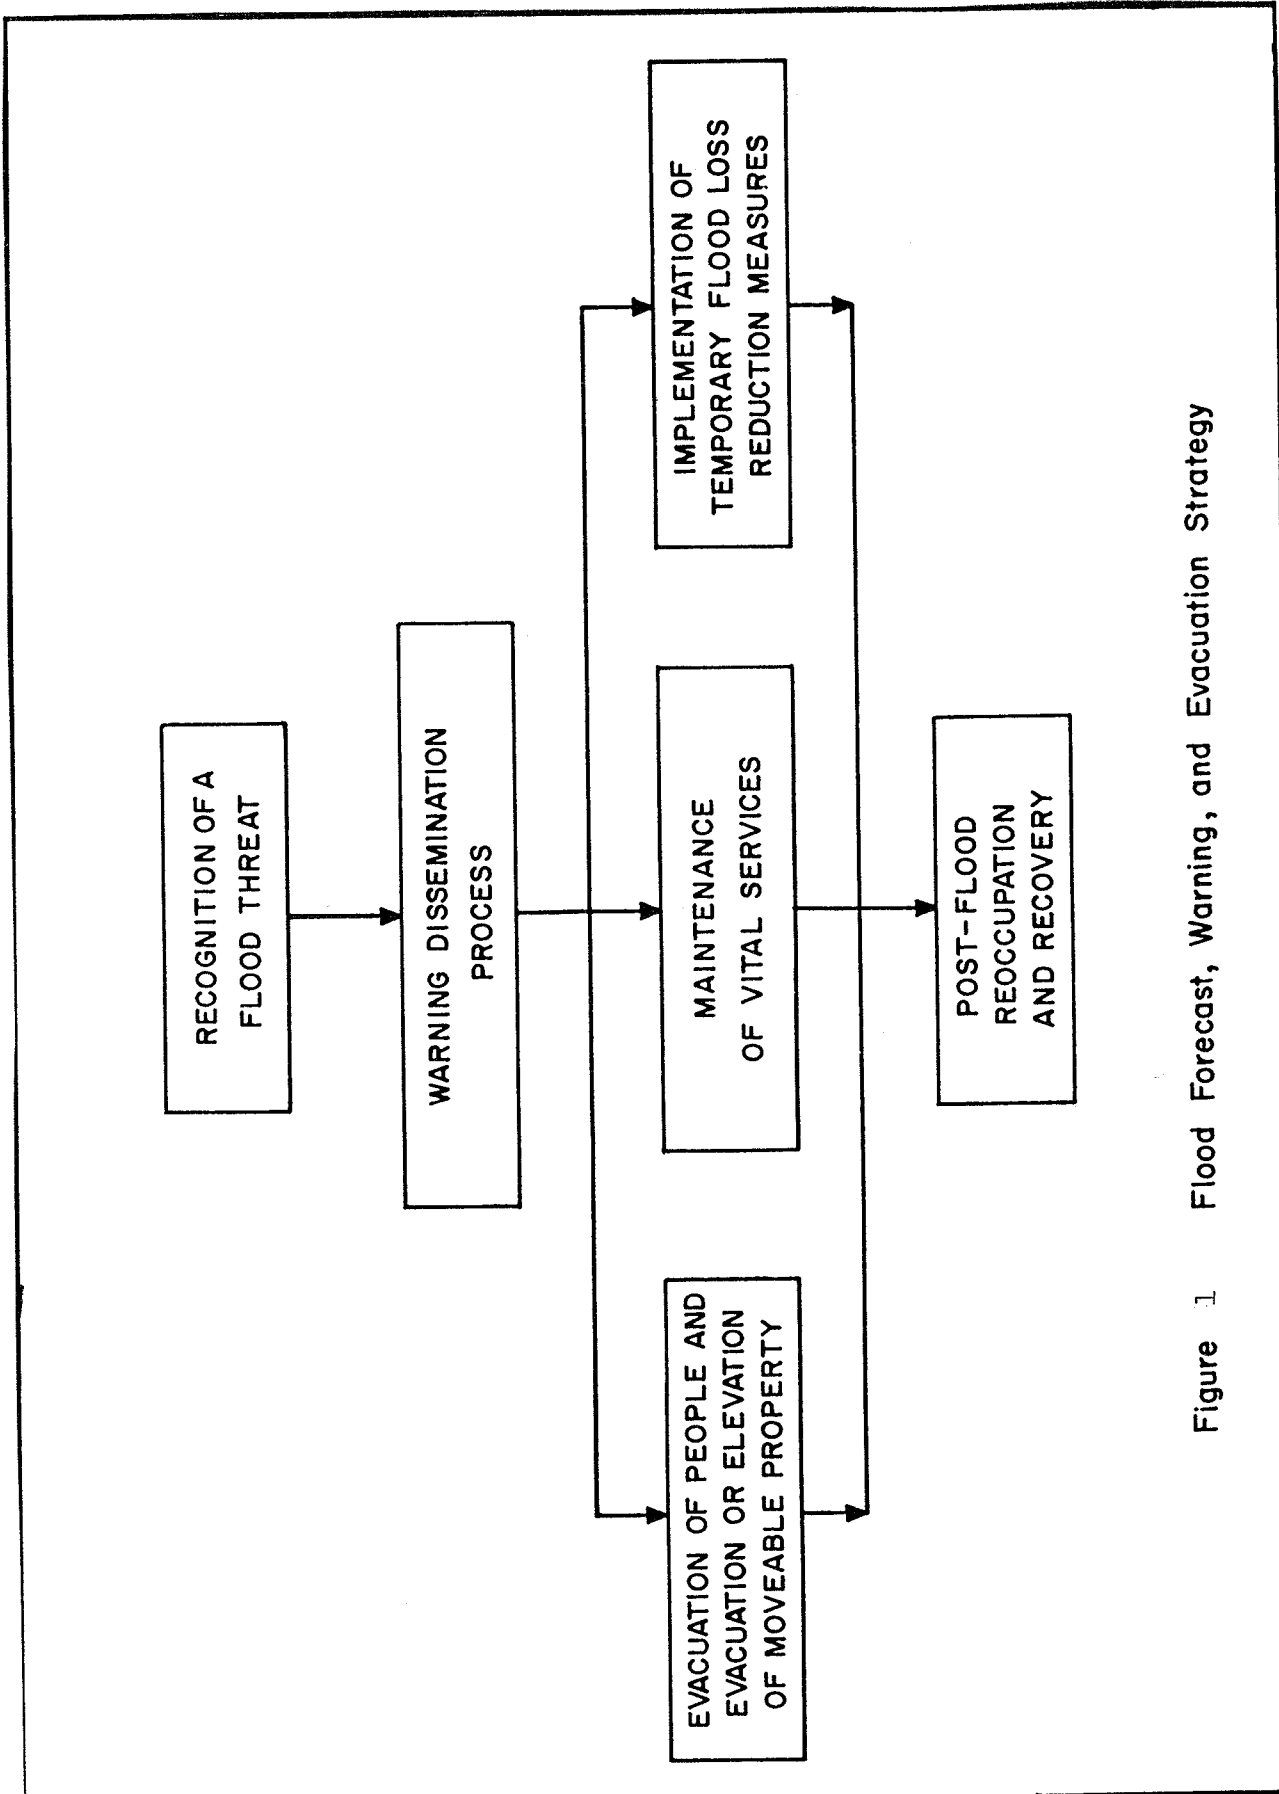 RECOGNITION OF A
FLOOD THREAT
WARNING DISSEMINATION
PROCESS
EVACUATION OF PEOPLE AND
EVACUATION OR ELEVATION
OF MOVEABLE PROPERTY
MAINTENANCE
OF VITAL SERVICES
IMPLEMENTATION OF
TEMPORARY FLOOD LOSS
REDUCTION MEASURES
POST-FLOOD
REOCCUPATION
AND RECOVERY
Figure 1 Flood Forecast, Warning, and Evacuation Strategy